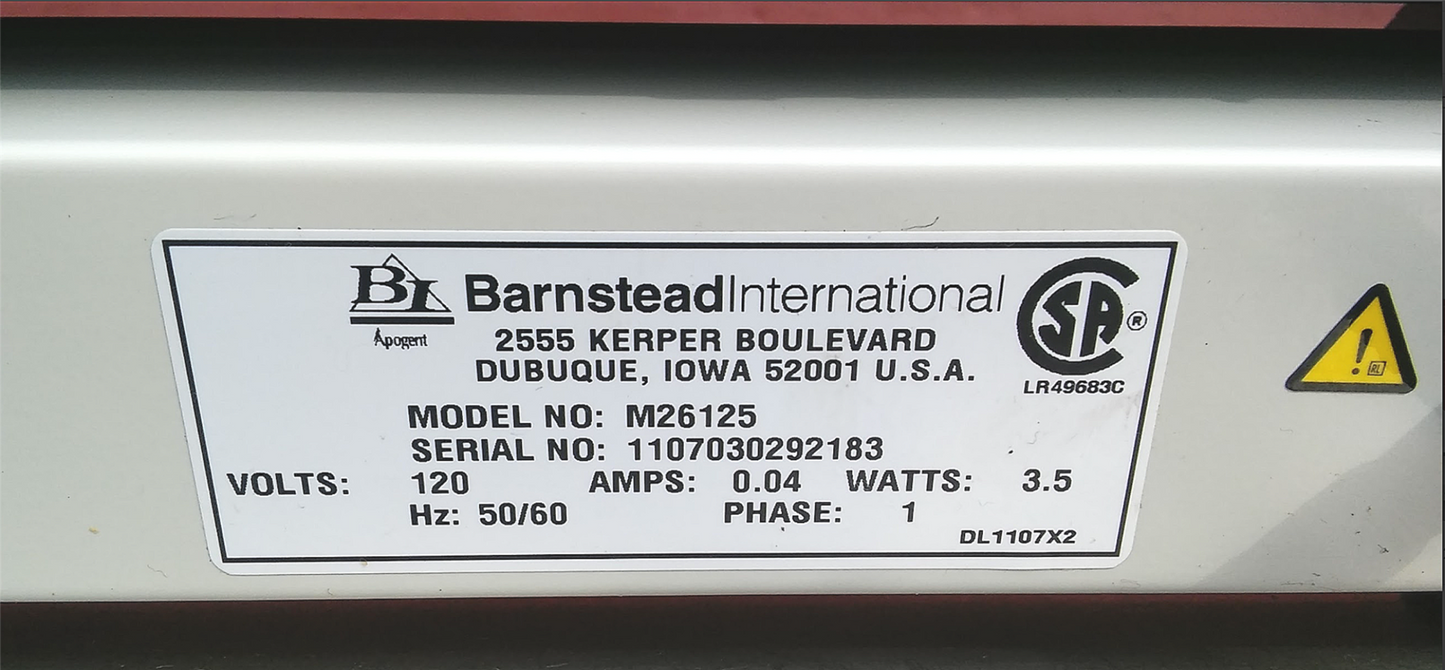 BI BarnsteadInternational
Apogent
2555 KERPER BOULEVARD
DUBUQUE, IOWA 52001 U.S.A.
SA ®
LR49683C
MODEL NO: M26125
SERIAL NO: 1107030292183
VOLTS: 120 AMPS: 0.04 WATTS: 3.5
Hz: 50/60 PHASE: 1
DL1107X2
!
RL